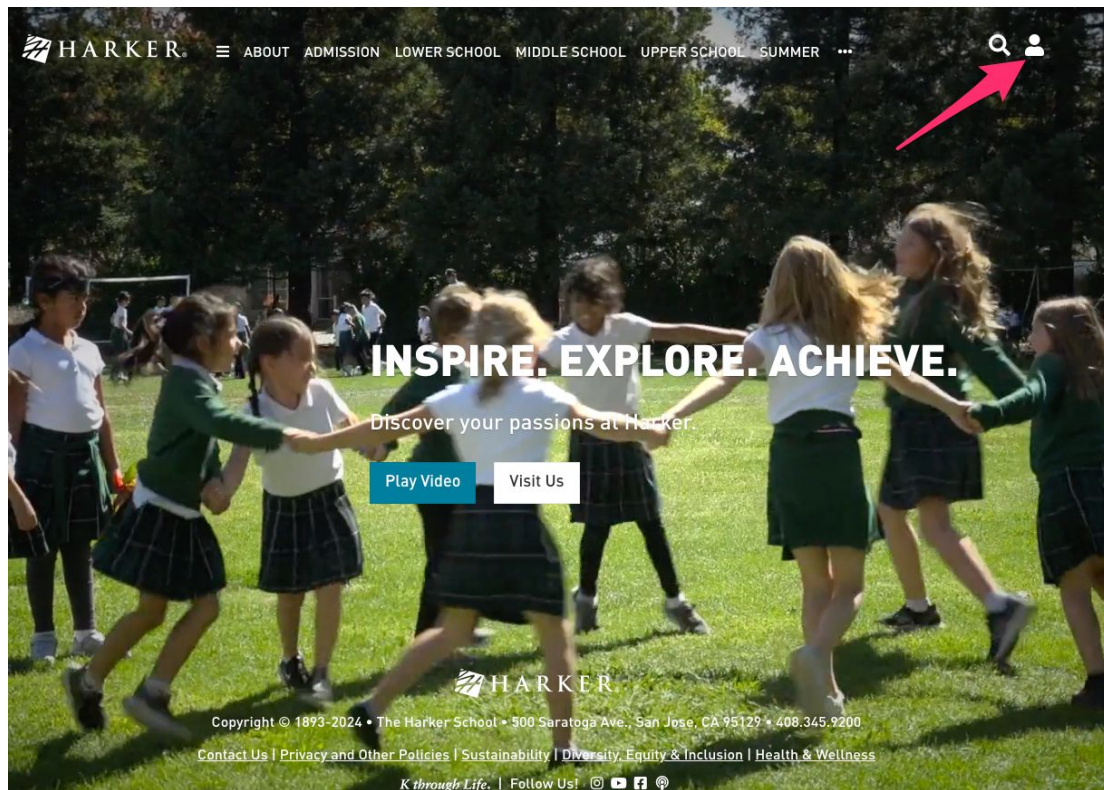 HARKER
ABOUT ADMISSION LOWER SCHOOL MIDDLE SCHOOL UPPER SCHOOL SUMMER •••
INSPIRE. EXPLORE. ACHIEVE.
Discover your passions at Harker.
Play Video Visit Us
HARKER
Copyright © 1893-2024 • The Harker School • 500 Saratoga Ave., San Jose, CA 95129 • 408.345.9200
Contact Us | Privacy and Other Policies | Sustainability | Diversity, Equity & Inclusion | Health & Wellness
K through Life. | Follow Us!